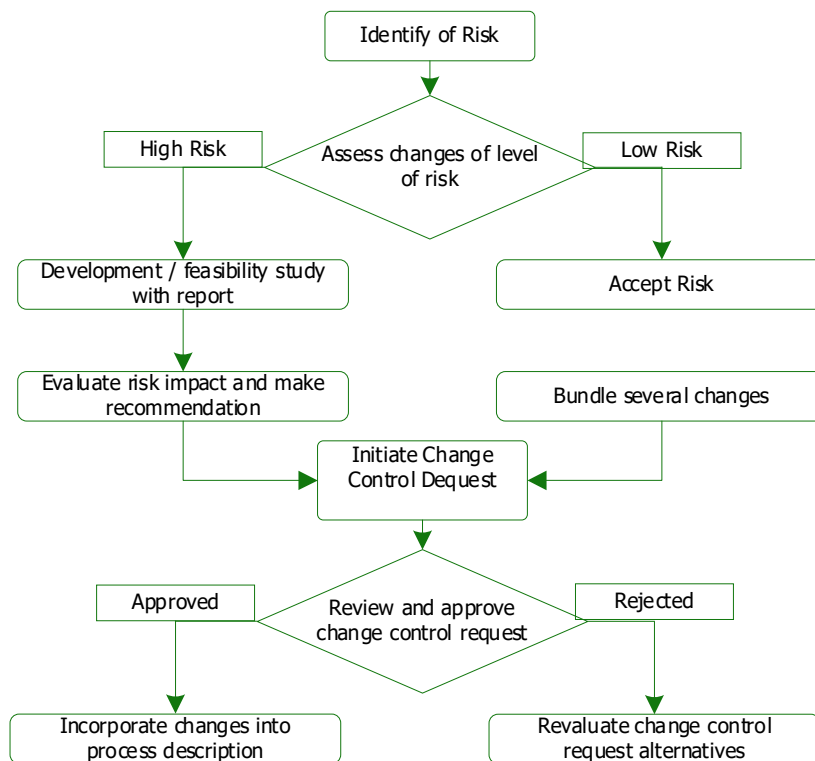 Identify of Risk
High Risk
Assess changes of level
of risk
Low Risk
Development / feasibility study
with report
Accept Risk
Evaluate risk impact and make
recommendation
Bundle several changes
Initiate Change
Control Dequest
Approved
Review and approve
change control request
Rejected
Incorporate changes into
process description
Revaluate change control
request alternatives